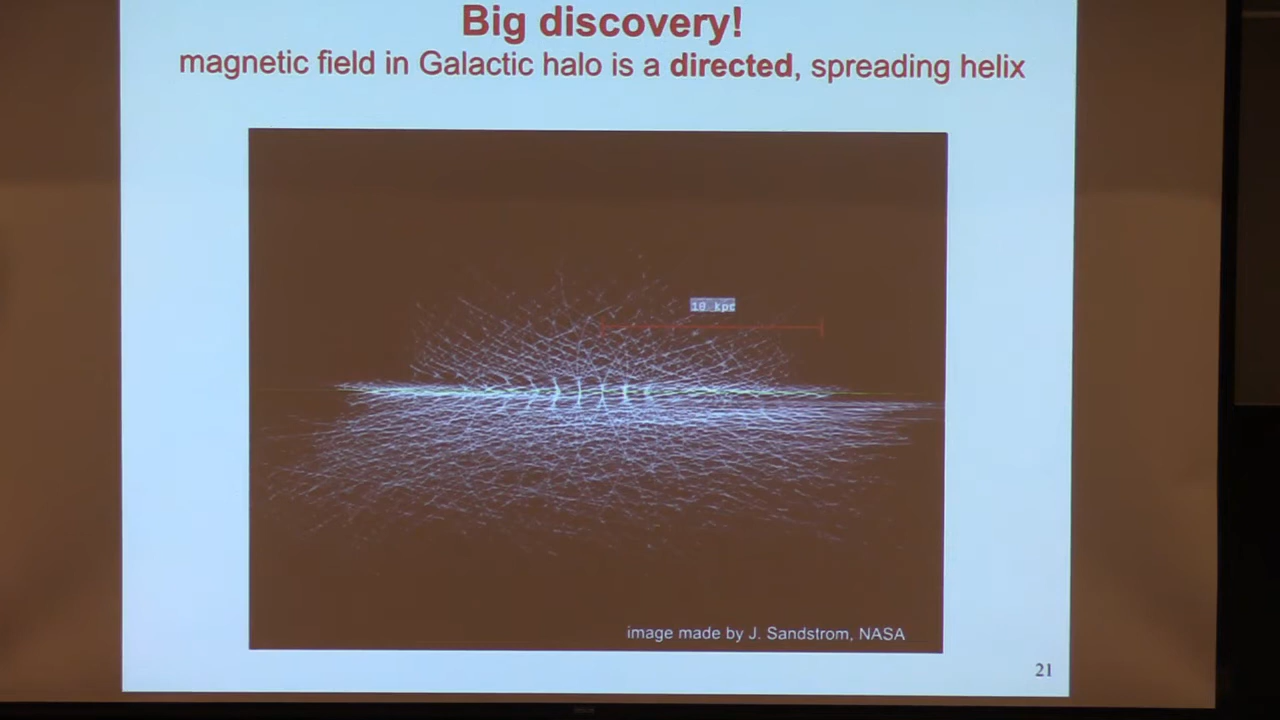 Big discovery!
magnetic field in Galactic halo is a directed, spreading helix
10 kpc
image made by J. Sandstrom, NASA
21